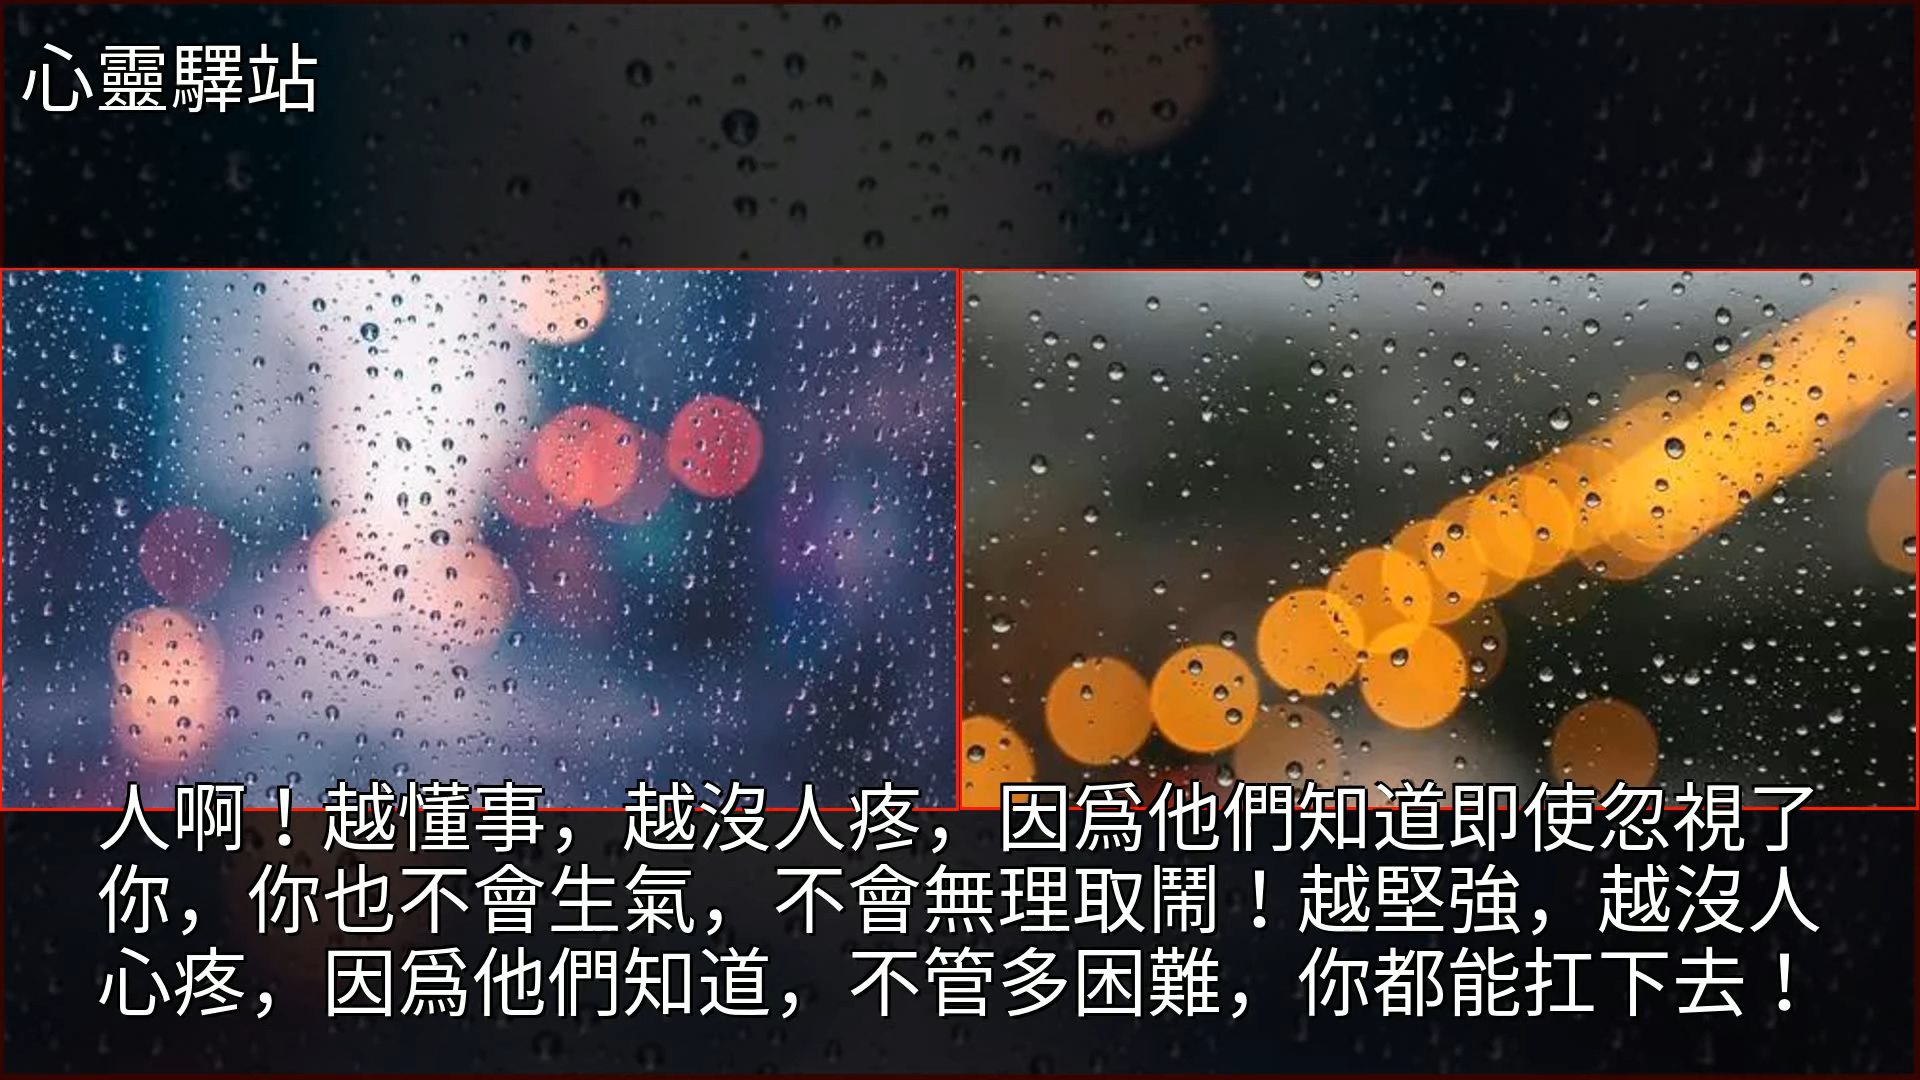 心靈驛站
人啊！越懂事，越沒人疼，因爲他們知道即使忽視了
你，你也不會生氣，不會無理取鬧！越堅強，越沒人
心疼，因爲他們知道，不管多困難，你都能扛下去！